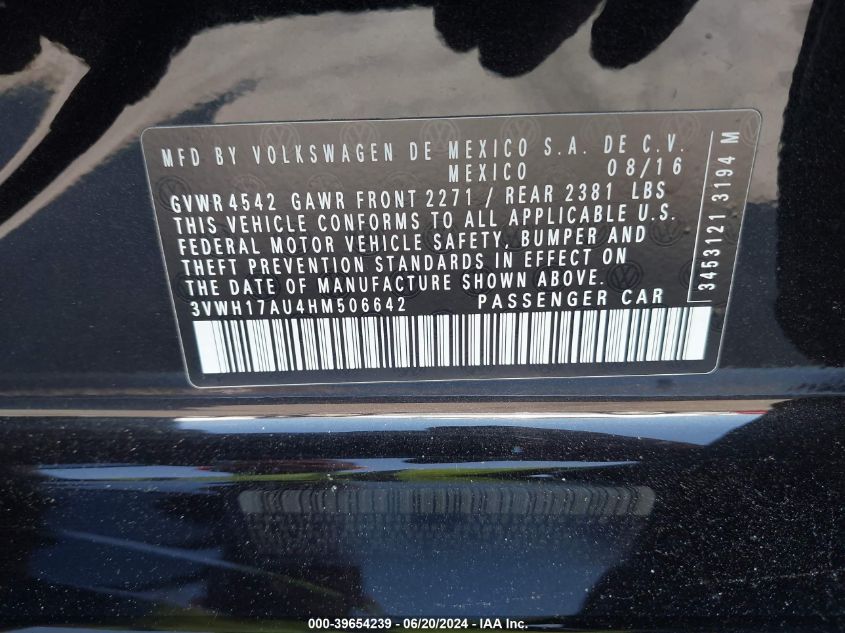 MFD BY VOLKSWAGEN DE MEXICO S.A. DE C.V.
MEXICO 08/16
GVWR 4542 GAWR FRONT 2271 / REAR 2381 LBS
THIS VEHICLE CONFORMS TO ALL APPLICABLE U.S.
FEDERAL MOTOR VEHICLE SAFETY, BUMPER AND
THEFT PREVENTION STANDARDS IN EFFECT ON
THE DATE OF MANUFACTURE SHOWN ABOVE.
3VWH17AU4HM506642 PASSENGER CAR
3453121 3194 M
000-39654239 - 06/20/2024 - IAA Inc.